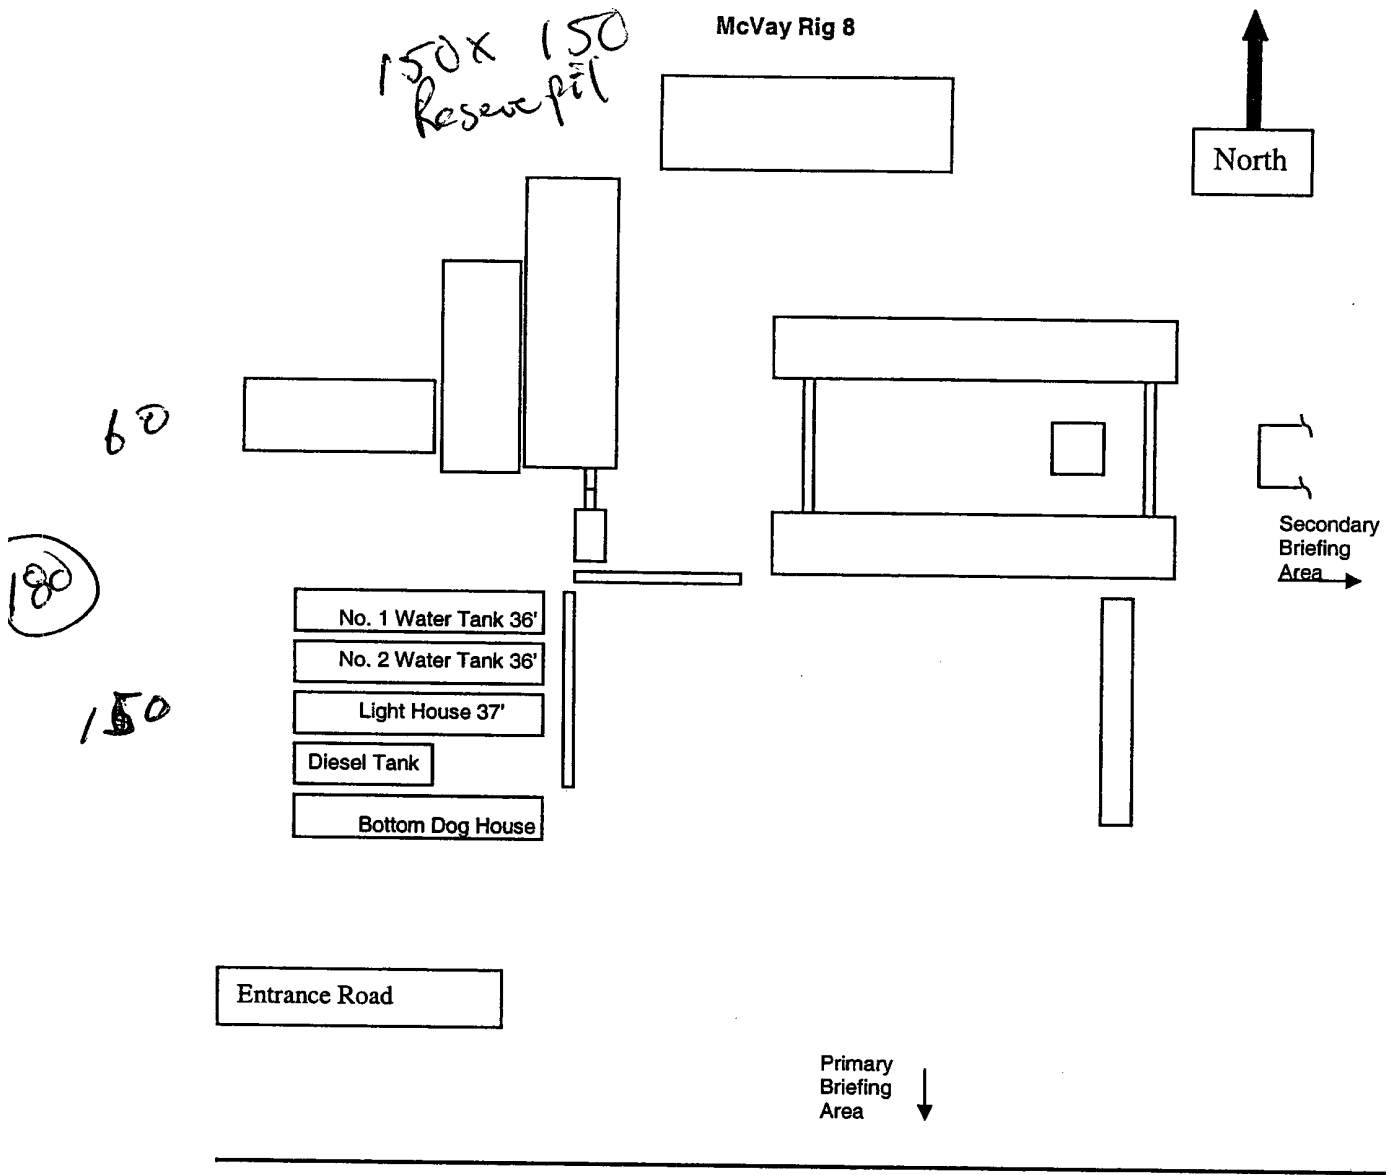 McVay Rig 8
150 x 150
Reserve pit
North
60
Secondary
Briefing
Area
180
No. 1 Water Tank 36'
No. 2 Water Tank 36'
Light House 37'
150
Diesel Tank
Bottom Dog House
Entrance Road
Primary
Briefing
Area